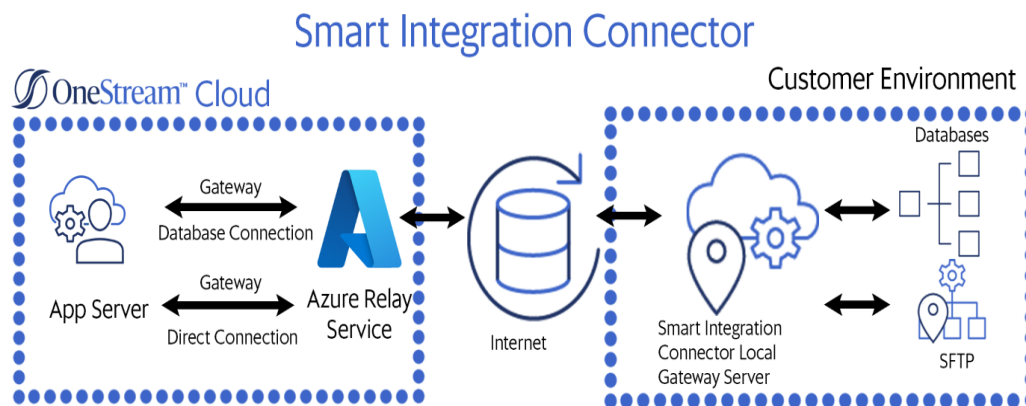 Smart Integration Connector
OneStream™ Cloud
Customer Environment
Gateway
Database Connection
Gateway
Direct Connection
App Server
Azure Relay
Service
Internet
Smart Integration
Connector Local
Gateway Server
Databases
SFTP